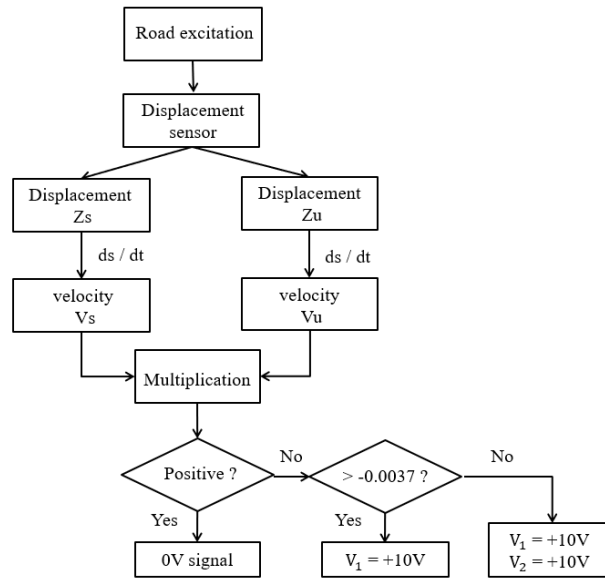 Road excitation
Displacement
sensor
Displacement
Zs
Displacement
Zu
ds / dt
ds / dt
velocity
Vs
velocity
Vu
Multiplication
Positive ?
No
> -0.0037 ?
No
Yes
Yes
0V signal
V₁ = +10V
V₁ = +10V
V₂ = +10V